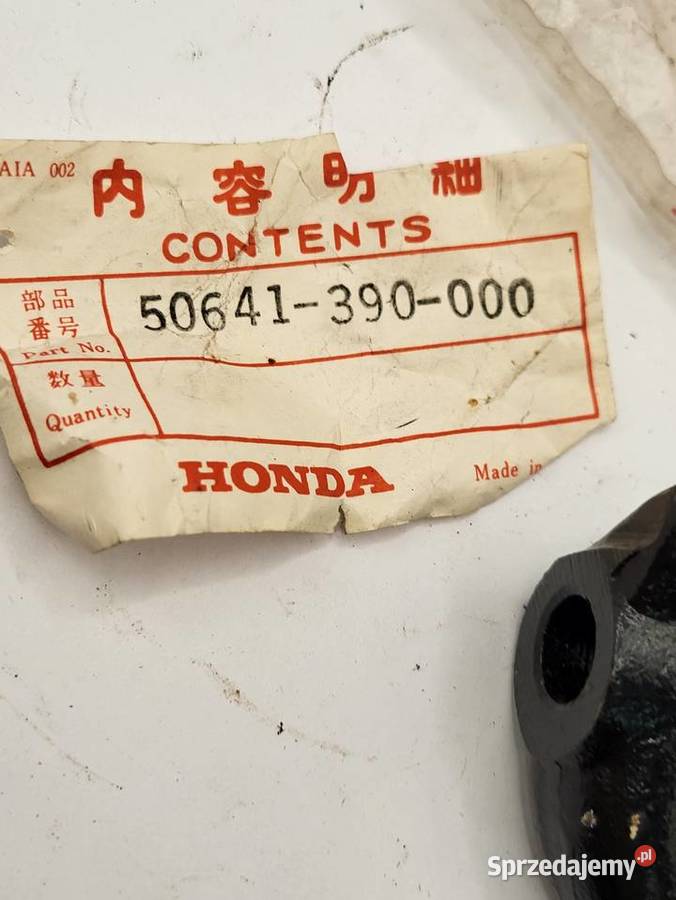 AIA 002
内容明細
CONTENTS
部品
番号
Part No.
50641-390-000
数量
Quantity
HONDA
Made in
Sprzedajemy.pl